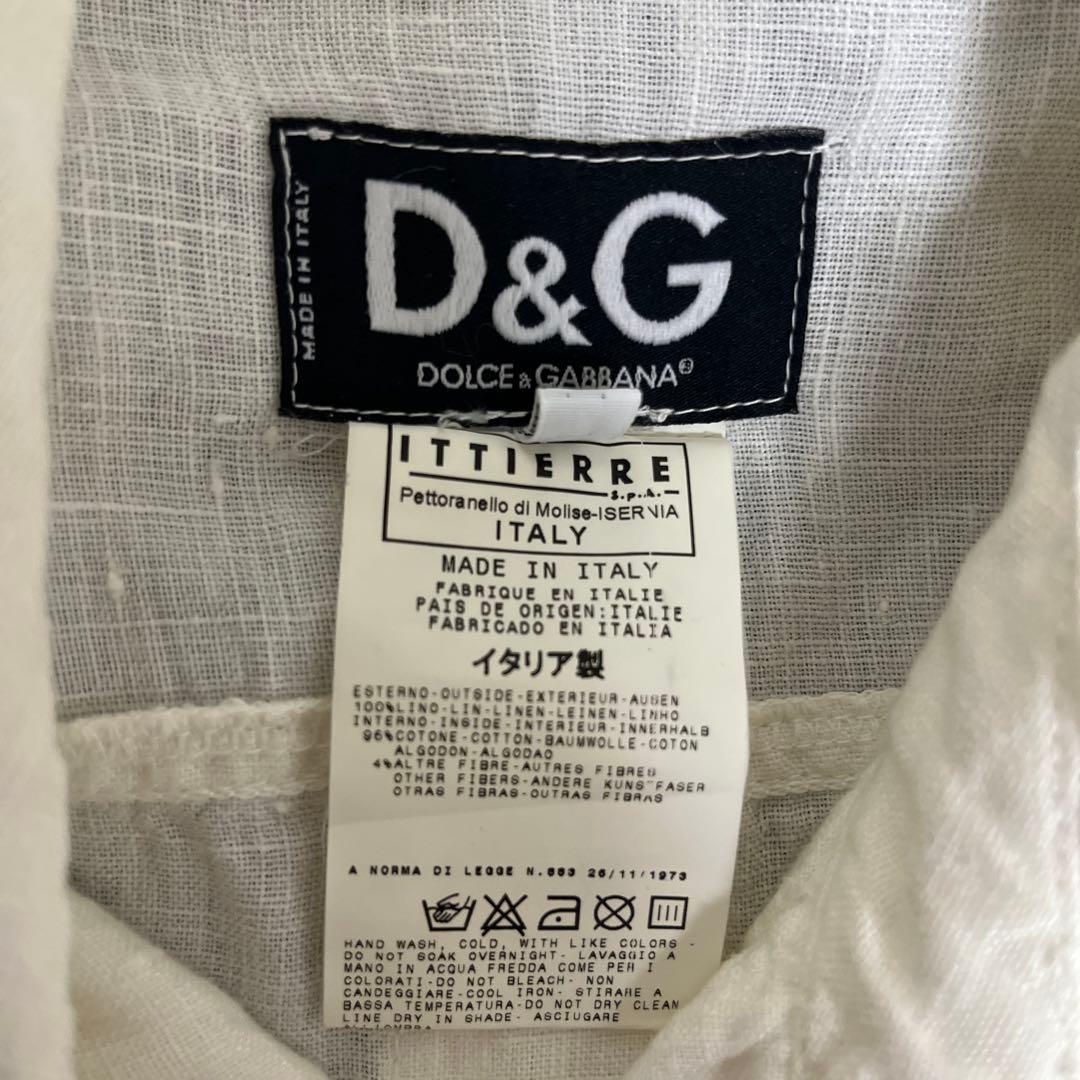 MADE IN ITALY
D&G
DOLCE & GABBANA®
ITTIERRE
S.p.A.
Pettoranello di Molise-ISERNIA
ITALY
MADE IN ITALY
FABRIQUE EN ITALIE
PAIS DE ORIGEN:ITALIE
FABRICADO EN ITALIA
イタリア製
ESTERNO-OUTSIDE-EXTERIEUR-AUSEN
100%LINO-LIN-LINEN-LEINEN-LINHO
INTERNO-INSIDE-INTERIEUR-INNERHALB
96%COTONE-COTTON-BAUMWOLLE-COTON
ALGODON-ALGODAO
4%ALTRE FIBRE-AUTRES FIBRES
OTHER FIBERS-ANDERE KUNSTFASER
OTRAS FIBRAS-OUTRAS FIBRAS
A NORMA DI LEGGE N.883 26/11/1973
HAND WASH, COLD, WITH LIKE COLORS -
DO NOT SOAK OVERNIGHT- LAVAGGIO A
MANO IN ACQUA FREDDA COME PER I
COLORATI-DO NOT BLEACH- NON
CANDEGGIARE-COOL IRON- STIRARE A
BASSA TEMPERATURA-DO NOT DRY CLEAN
LINE DRY IN SHADE- ASCIUGARE
ALL'OMBRA